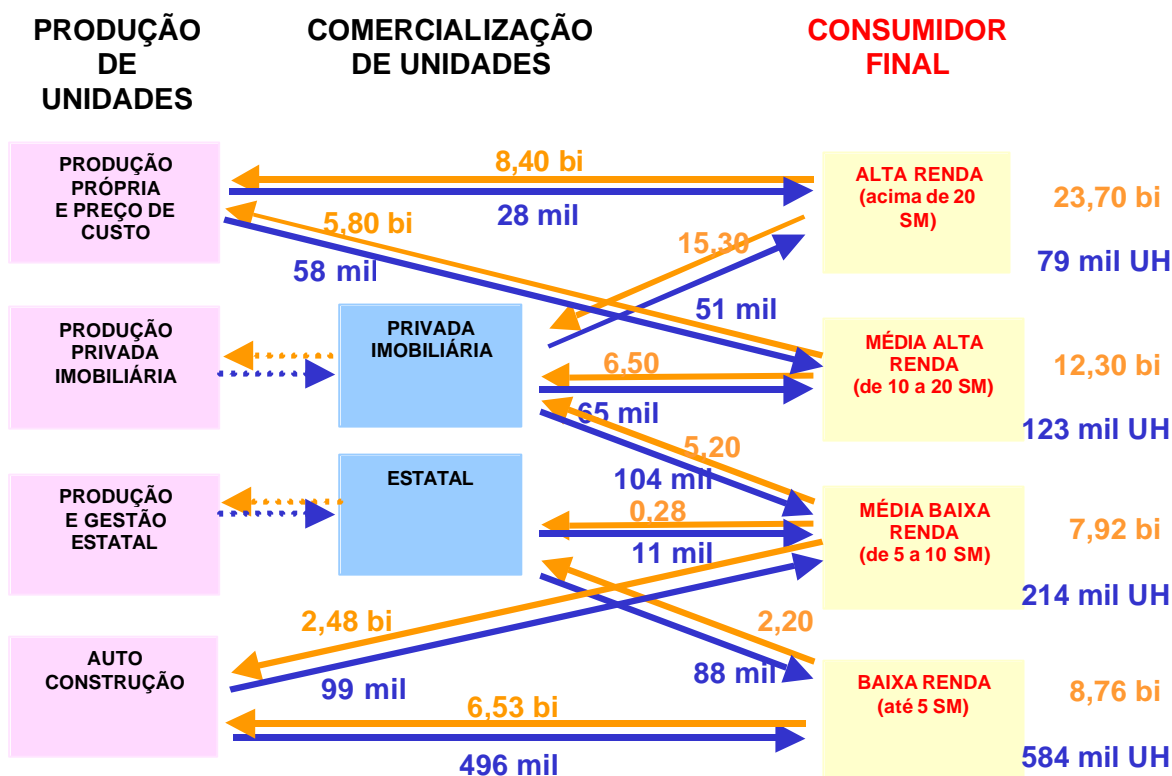 PRODUÇÃO
DE
UNIDADES
COMERCIALIZAÇÃO
DE UNIDADES
CONSUMIDOR
FINAL
PRODUÇÃO
PRÓPRIA
E PREÇO DE
CUSTO
8,40 bi
28 mil
5,80 bi
58 mil
15,30
51 mil
ALTA RENDA
(acima de 20
SM)
23,70 bi
79 mil UH
PRODUÇÃO
PRIVADA
IMOBILIÁRIA
PRIVADA
IMOBILIÁRIA
6,50
65 mil
MÉDIA ALTA
RENDA
(de 10 a 20 SM)
12,30 bi
123 mil UH
5,20
104 mil
PRODUÇÃO
E GESTÃO
ESTATAL
ESTATAL
0,28
11 mil
MÉDIA BAIXA
RENDA
(de 5 a 10 SM)
7,92 bi
214 mil UH
2,48 bi
99 mil
2,20
88 mil
AUTO
CONSTRUÇÃO
6,53 bi
496 mil
BAIXA RENDA
(até 5 SM)
8,76 bi
584 mil UH